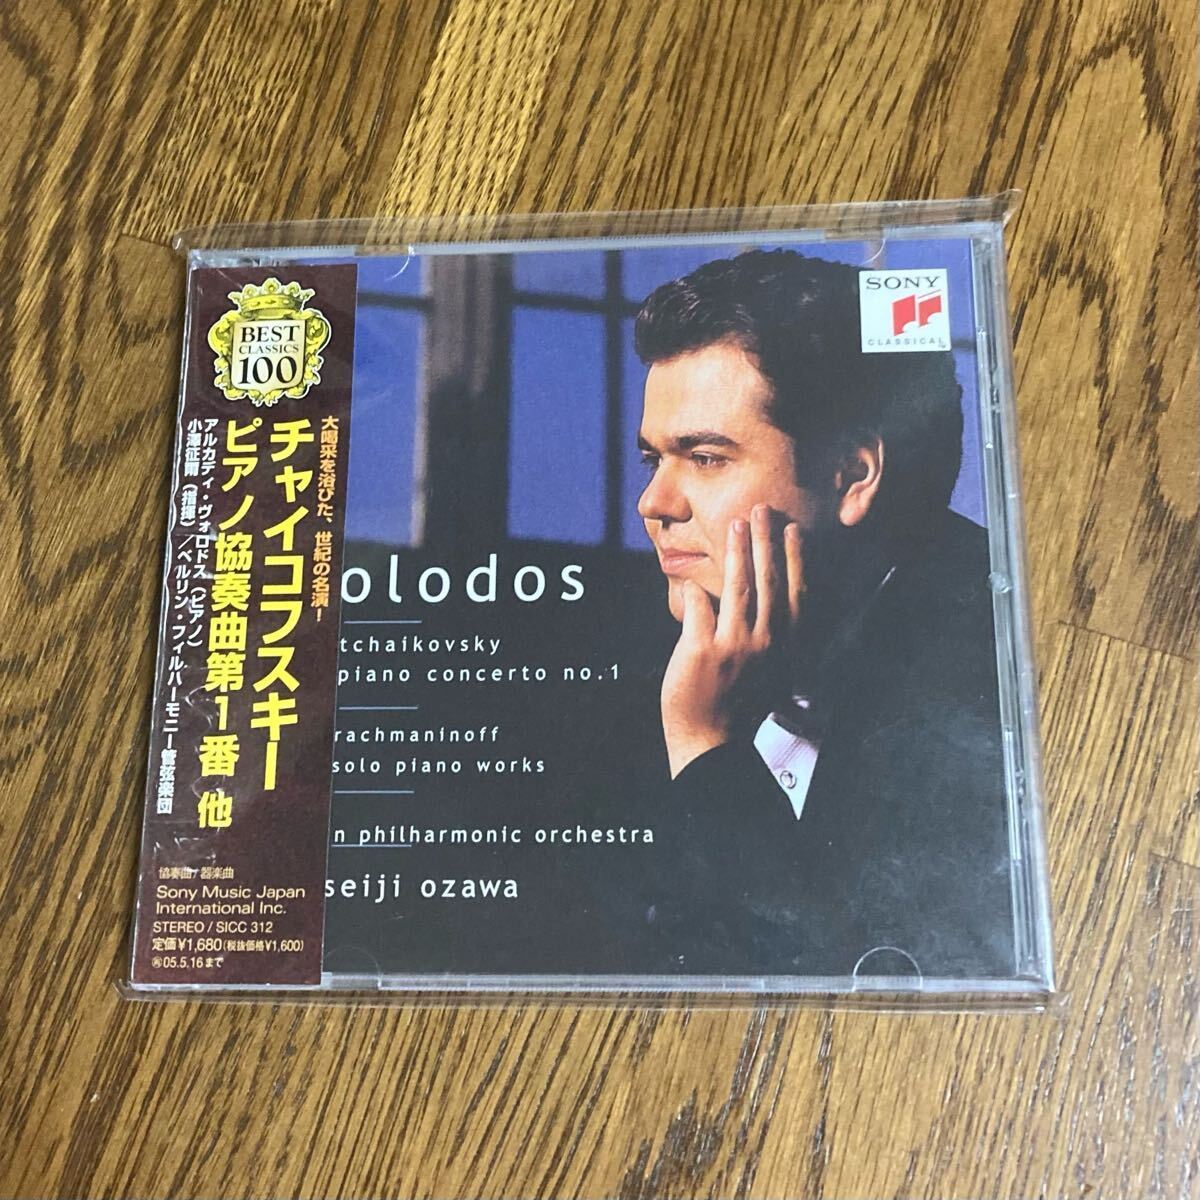 BEST
CLASSICS
100
大喝采を浴びた、世紀の名演!
チャイコフスキー
ピアノ協奏曲第1番 他
アルカディ・ヴォロドス（ピアノ）
小澤征爾（指揮）／ベルリン・フィルハーモニー管弦楽団
協奏曲/器楽曲
Sony Music Japan
International Inc.
STEREO / SICC 312
定価¥1,680(税抜価格¥1,600)
05.5.16まで
SONY
CLASSICAL
olodos
tchaikovsky
piano concerto no.1
rachmaninoff
solo piano works
n philharmonic orchestra
seiji ozawa